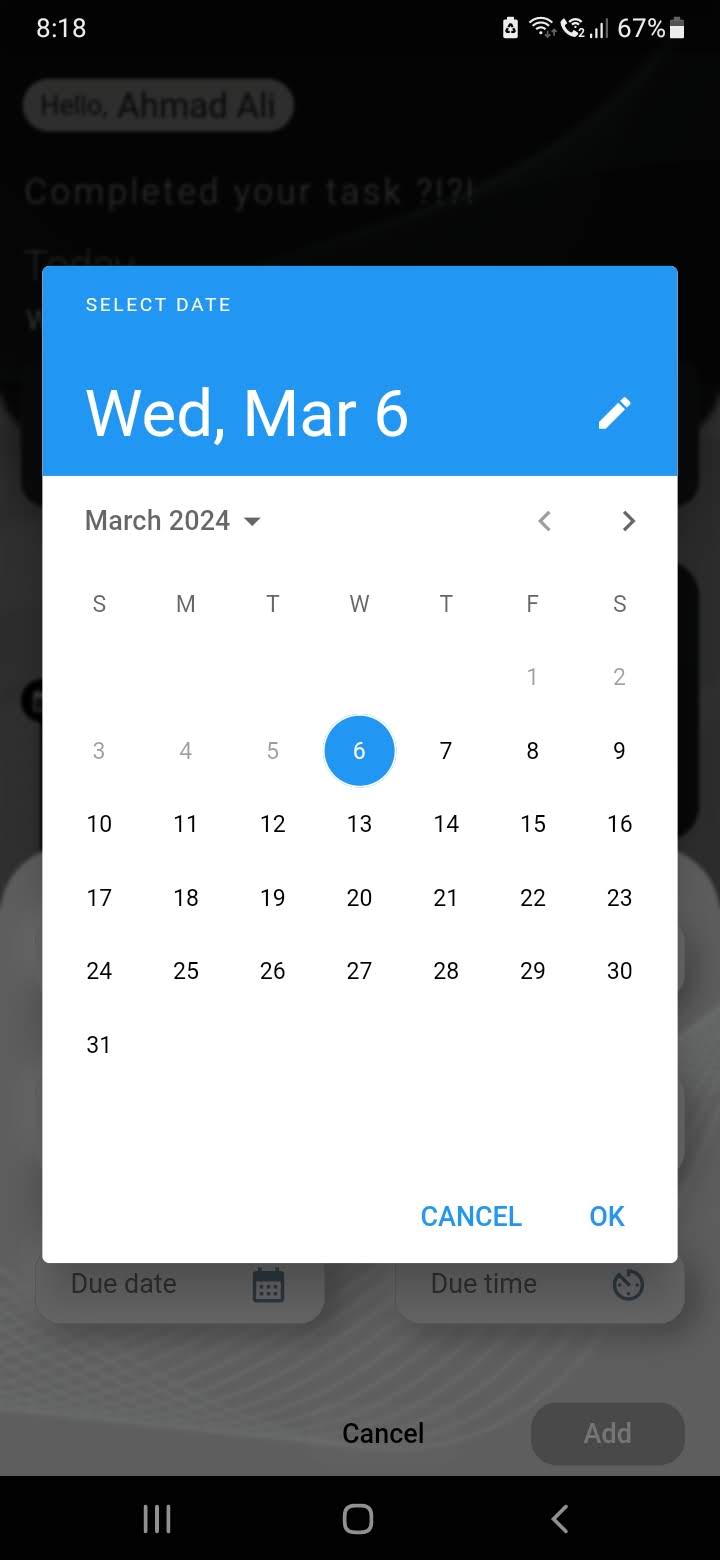 8:18 67%
Hello, Ahmad Ali
Completed your task ?!?!
Today
SELECT DATE
Wed, Mar 6
March 2024
S M T W T F S
1 2
3 4 5 6 7 8 9
10 11 12 13 14 15 16
17 18 19 20 21 22 23
24 25 26 27 28 29 30
31
CANCEL OK
Due date Due time
Cancel Add